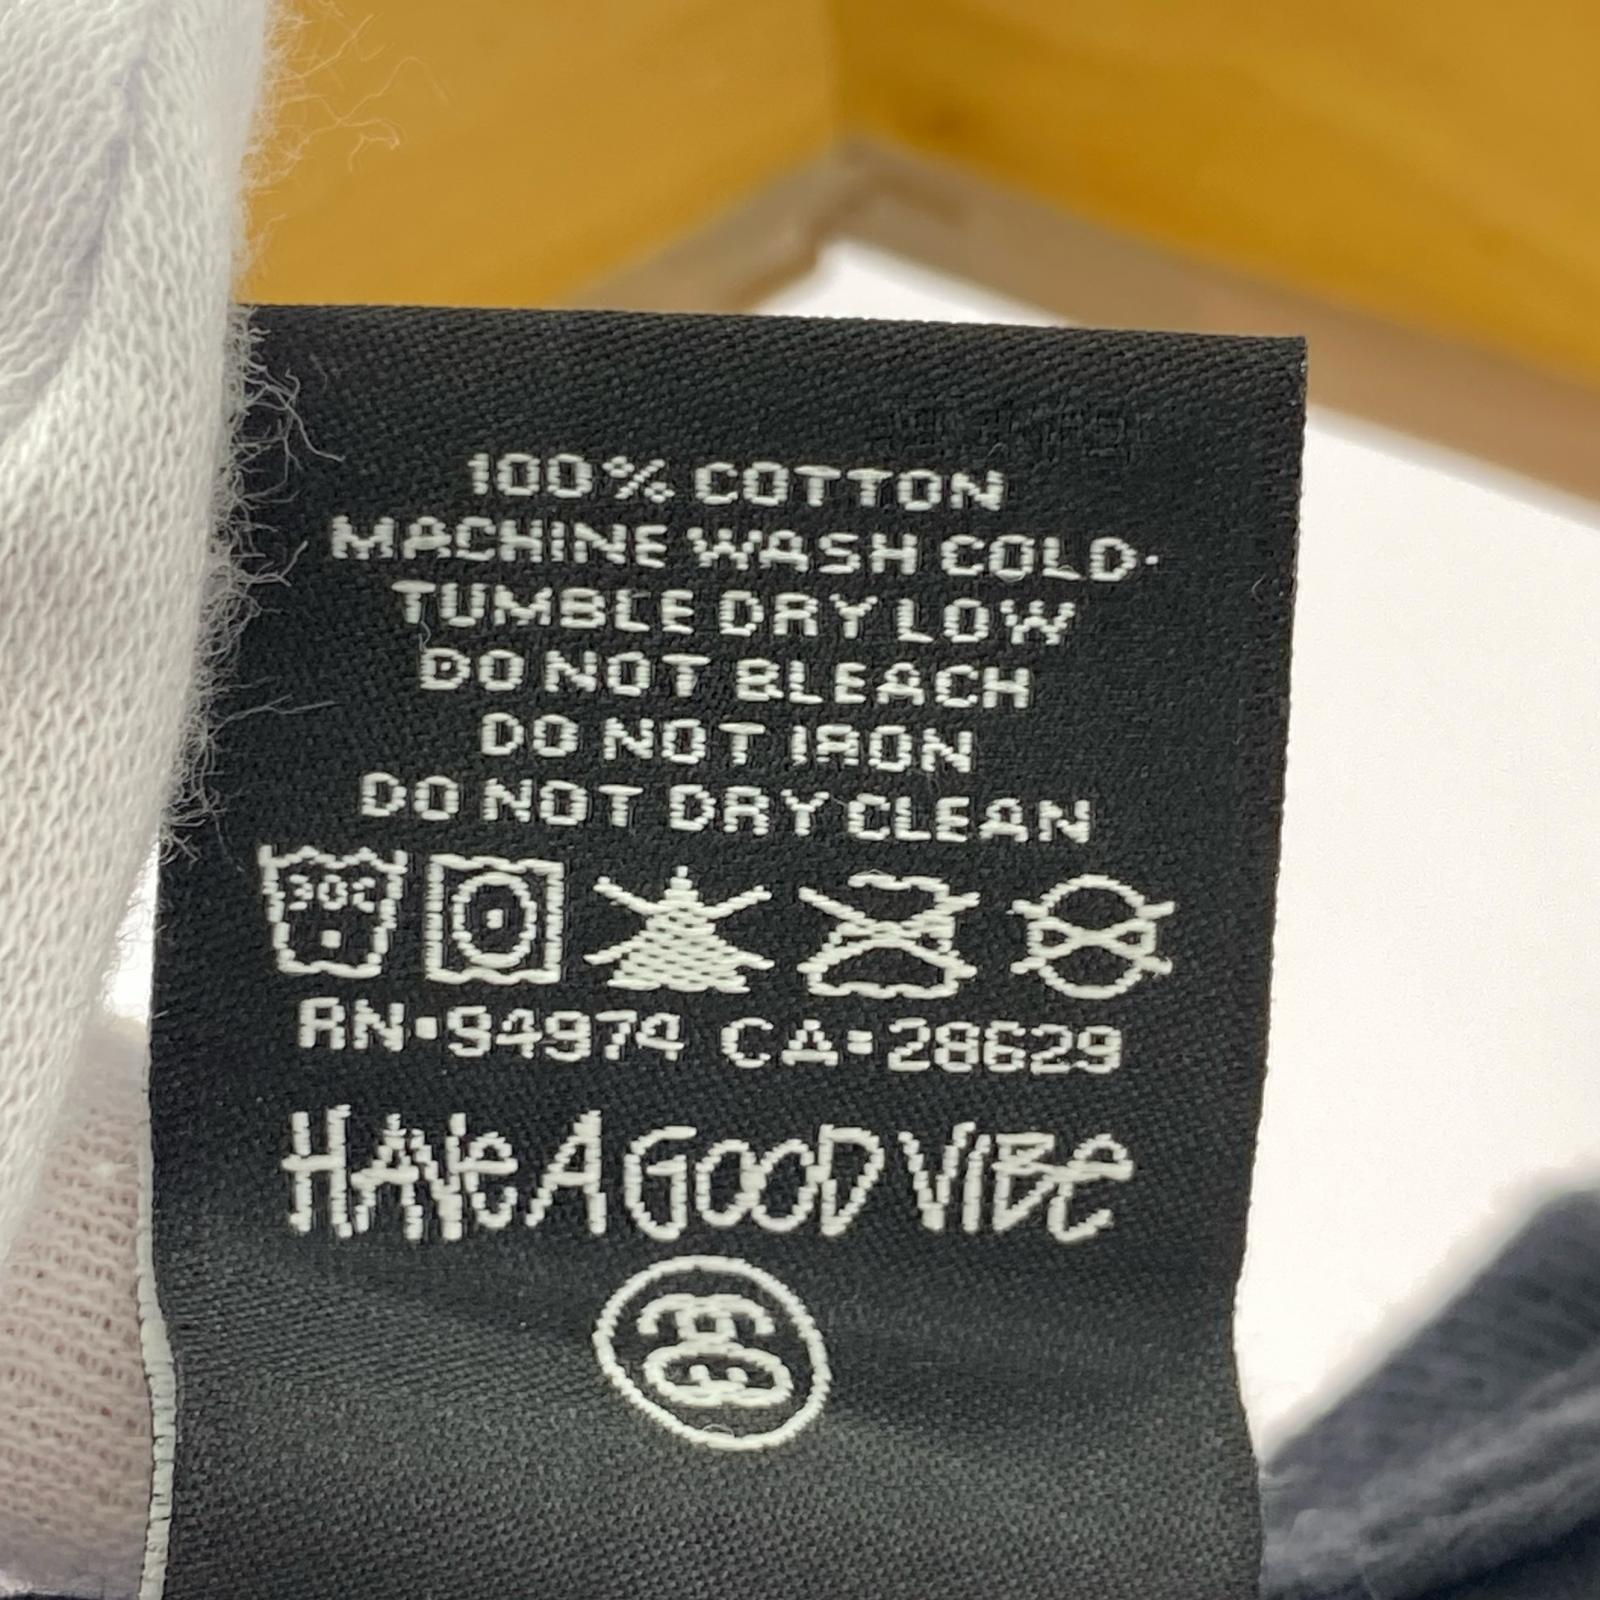 100% COTTON
MACHINE WASH COLD·
TUMBLE DRY LOW
DO NOT BLEACH
DO NOT IRON
DO NOT DRY CLEAN
30C
RN·94974 CA·28629
HAVE A GOOD VIBE